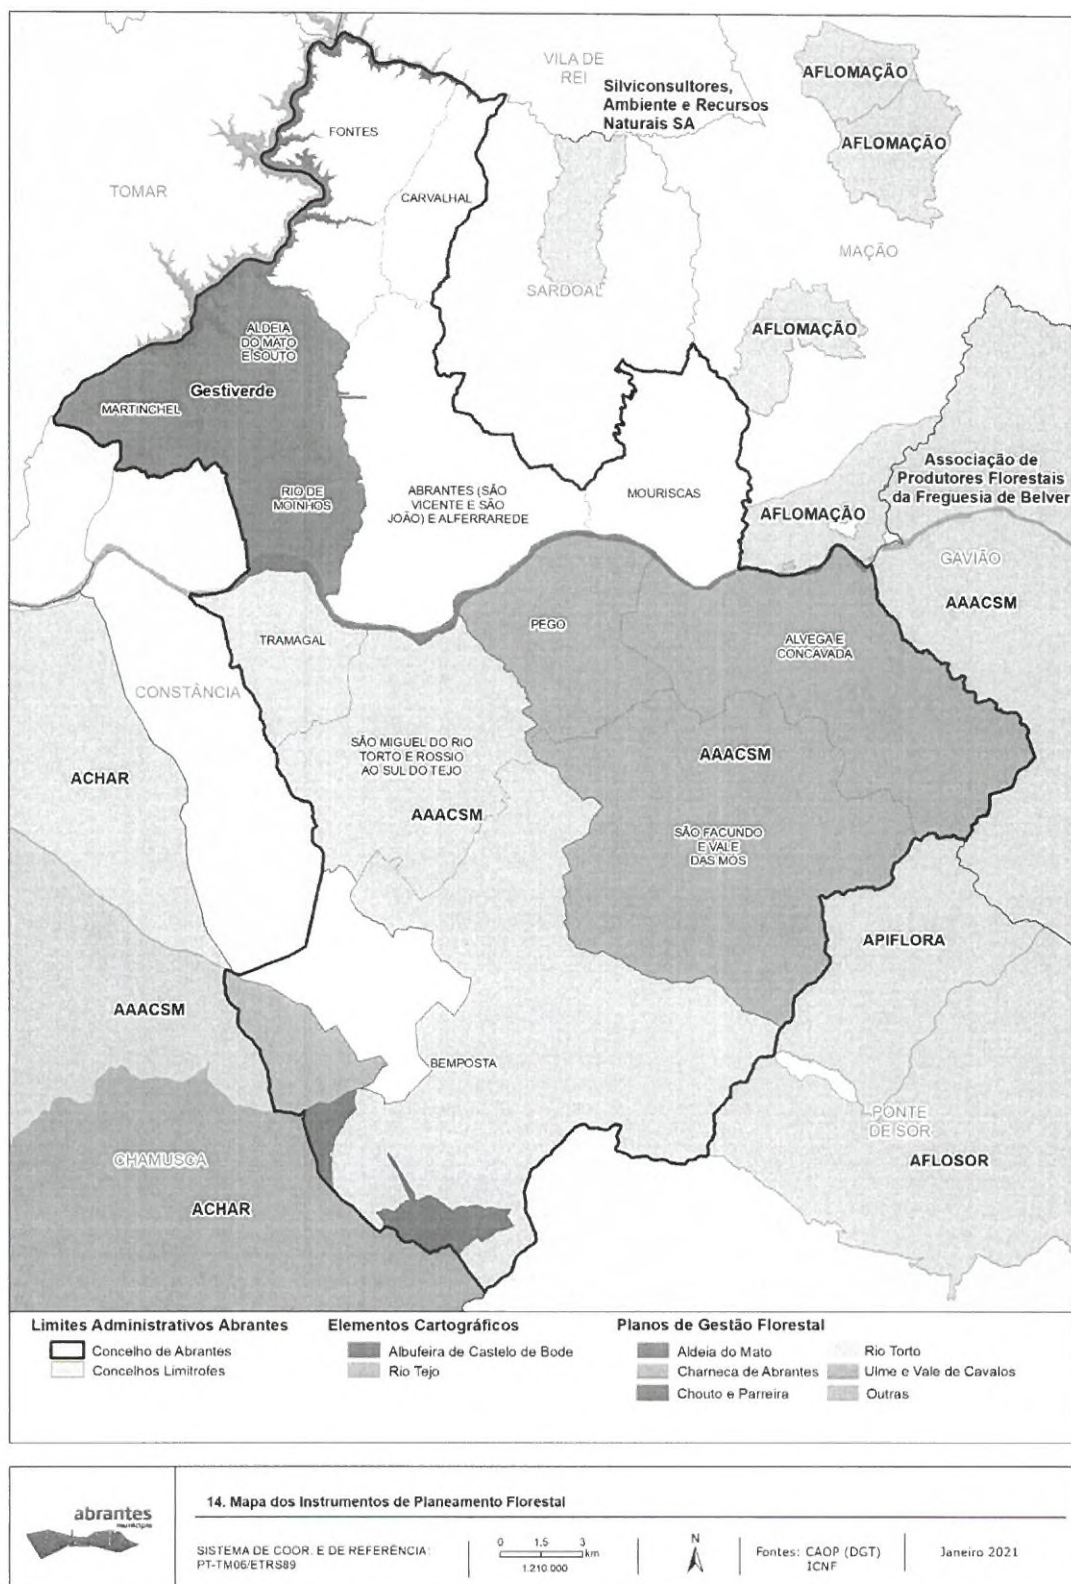 VILA DE
REI
Silviconsultores,
Ambiente e Recursos
Naturais SA
AFLOMAÇÃO
AFLOMAÇÃO
FONTES
TOMAR
CARVALHAL
MAÇÃO
SARDOAL
AFLOMAÇÃO
ALDEIA
DO MATO
E SOUTO
Gestiverde
MARTINCHEL
RIO DE
MOINHOS
ABRANTES (SÃO
VICENTE E SÃO
JOÃO) E ALFERRAREDE
MOURISCAS
Associação de
Produtores Florestais
da Freguesia de Belver
AFLOMAÇÃO
GAVIÃO
AAACSM
PEGO
ALVEGA E
CONCAVADA
TRAMAGAL
CONSTÂNCIA
SÃO MIGUEL DO RIO
TORTO E ROSSIO
AO SUL DO TEJO
AAACSM
ACHAR
AAACSM
SÃO FACUNDO
E VALE
DAS MÓS
APIFLORA
AAACSM
BEMPOSTA
PONTE
DE SOR
AFLOSOR
CHAMUSCA
ACHAR
Limites Administrativos Abrantes
Concelho de Abrantes
Concelhos Limitrofes
Elementos Cartográficos
Albufeira de Castelo de Bode
Rio Tejo
Planos de Gestão Florestal
Aldeia do Mato
Charneca de Abrantes
Chouto e Parreira
Rio Torto
Ulme e Vale de Cavalos
Outras
abrantes
14. Mapa dos Instrumentos de Planeamento Florestal
SISTEMA DE COOR. E DE REFERÊNCIA:
PT-TM06/ETRS89
0 1,5 3
km
1:210 000
N
Fontes: CAOP (DGT)
ICNF
Janeiro 2021